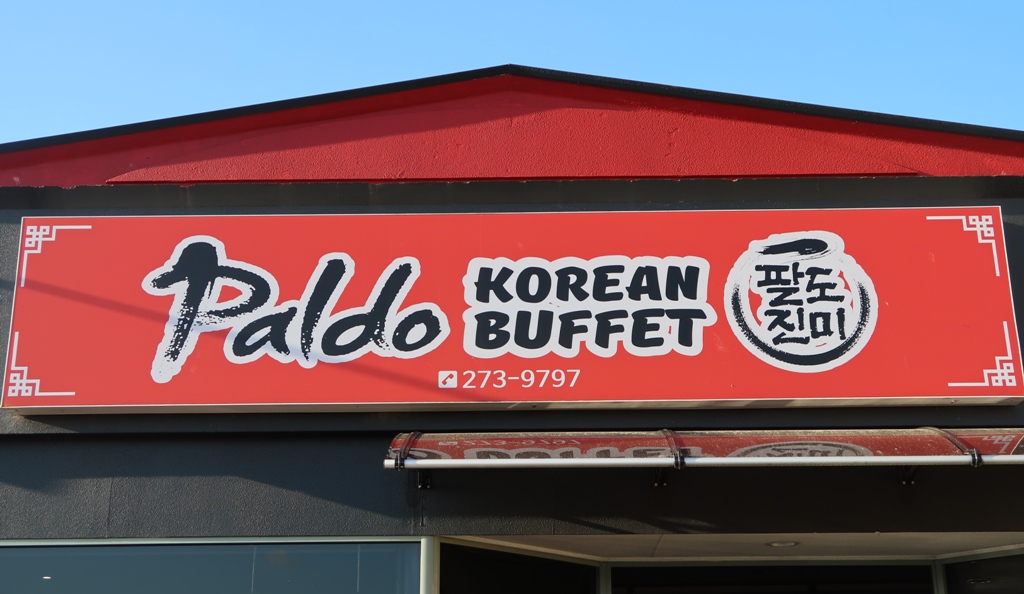 Paldo
KOREAN
BUFFET
273-9797
팔도
진미